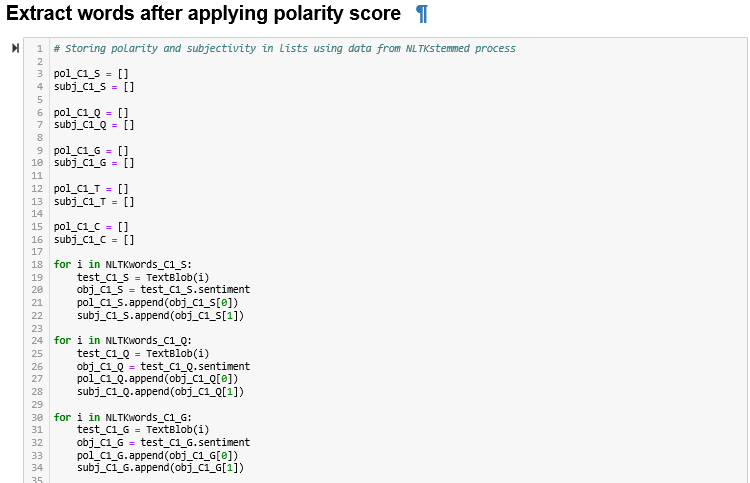 Extract words after applying polarity score ¶
1 # Storing polarity and subjectivity in lists using data from NLTKstemmed process
2
3 pol_C1_S = []
4 subj_C1_S = []
5
6 pol_C1_Q = []
7 subj_C1_Q = []
8
9 pol_C1_G = []
10 subj_C1_G = []
11
12 pol_C1_T = []
13 subj_C1_T = []
14
15 pol_C1_C = []
16 subj_C1_C = []
17
18 for i in NLTKwords_C1_S:
19     test_C1_S = TextBlob(i)
20     obj_C1_S = test_C1_S.sentiment
21     pol_C1_S.append(obj_C1_S[0])
22     subj_C1_S.append(obj_C1_S[1])
23
24 for i in NLTKwords_C1_Q:
25     test_C1_Q = TextBlob(i)
26     obj_C1_Q = test_C1_Q.sentiment
27     pol_C1_Q.append(obj_C1_Q[0])
28     subj_C1_Q.append(obj_C1_Q[1])
29
30 for i in NLTKwords_C1_G:
31     test_C1_G = TextBlob(i)
32     obj_C1_G = test_C1_G.sentiment
33     pol_C1_G.append(obj_C1_G[0])
34     subj_C1_G.append(obj_C1_G[1])
35